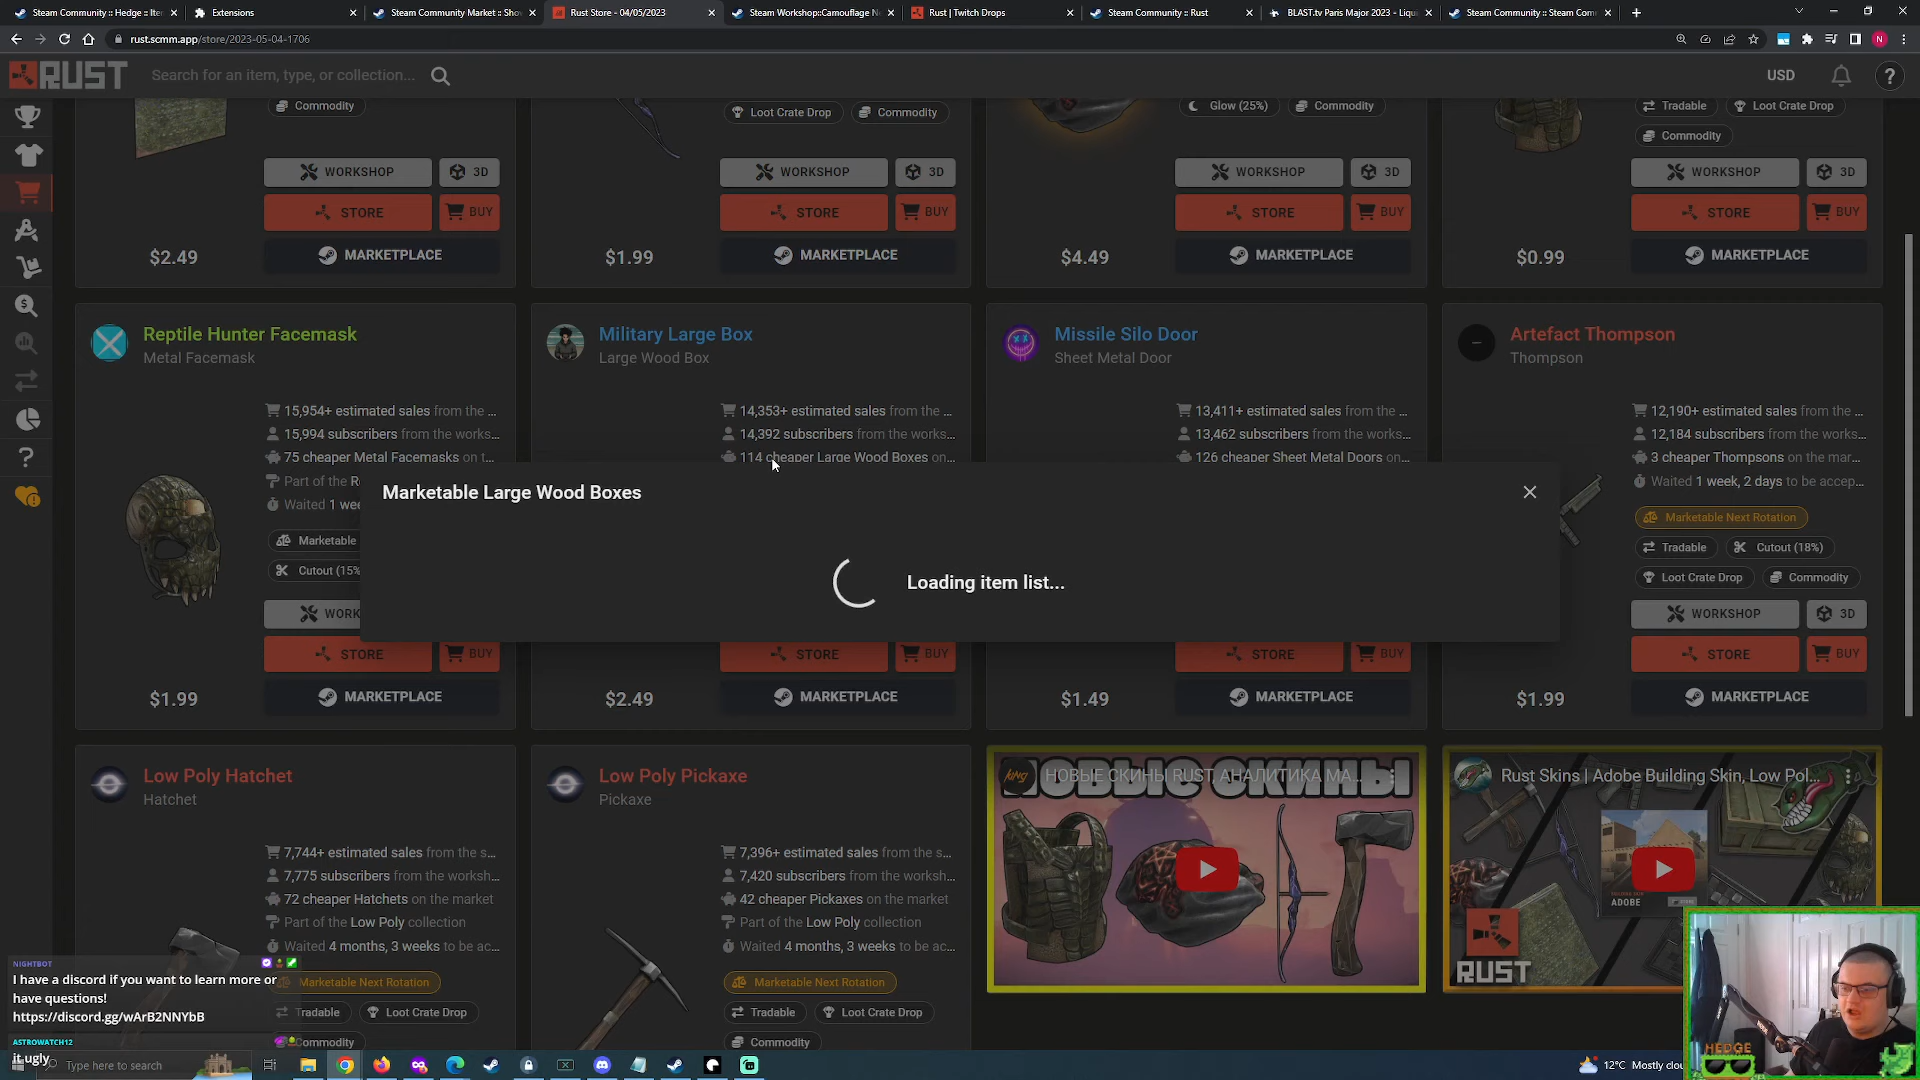 Steam Community :: Hedge :: Ite
Extensions
Steam Community Market :: Sho
Rust Store - 04/05/2023
Steam Workshop::Camouflage N
Rust | Twitch Drops
Steam Community :: Rust
BLAST.tv Paris Major 2023 - Liqu
Steam Community :: Steam Com
rust.scmm.app/store/2023-05-04-1706
N
RUST
Search for an item, type, or collection...
USD
?
Commodity
Loot Crate Drop
Commodity
Glow (25%)
Commodity
Tradable
Loot Crate Drop
Commodity
WORKSHOP
3D
WORKSHOP
3D
WORKSHOP
3D
WORKSHOP
3D
STORE
BUY
STORE
BUY
STORE
BUY
STORE
BUY
$2.49
MARKETPLACE
$1.99
MARKETPLACE
$4.49
MARKETPLACE
$0.99
MARKETPLACE
Reptile Hunter Facemask
Metal Facemask
15,954+ estimated sales from the ...
15,994 subscribers from the works...
75 cheaper Metal Facemasks on t...
Part of the R
Waited 1 wee
Marketable
Cutout (15%
WORK
STORE
BUY
$1.99
MARKETPLACE
Military Large Box
Large Wood Box
14,353+ estimated sales from the ...
14,392 subscribers from the works...
114 cheaper Large Wood Boxes on...
STORE
BUY
$2.49
MARKETPLACE
Missile Silo Door
Sheet Metal Door
13,411+ estimated sales from the ...
13,462 subscribers from the works...
126 cheaper Sheet Metal Doors on...
STORE
BUY
$1.49
MARKETPLACE
Artefact Thompson
Thompson
12,190+ estimated sales from the ...
12,184 subscribers from the works...
3 cheaper Thompsons on the mar...
Waited 1 week, 2 days to be accep...
Marketable Next Rotation
Tradable
Cutout (18%)
Loot Crate Drop
Commodity
WORKSHOP
3D
STORE
BUY
$1.99
MARKETPLACE
Marketable Large Wood Boxes
Loading item list...
Low Poly Hatchet
Hatchet
7,744+ estimated sales from the s...
7,775 subscribers from the worksh...
72 cheaper Hatchets on the market
Part of the Low Poly collection
Waited 4 months, 3 weeks to be ac...
Marketable Next Rotation
Tradable
Loot Crate Drop
Commodity
Low Poly Pickaxe
Pickaxe
7,396+ estimated sales from the s...
7,420 subscribers from the worksh...
42 cheaper Pickaxes on the market
Part of the Low Poly collection
Waited 4 months, 3 weeks to be ac...
Marketable Next Rotation
Tradable
Loot Crate Drop
Commodity
KING
НОВЫЕ СКИНЫ RUST, АНАЛИТИКА МА...
НОВЫЕ СКИНЫ
Rust Skins | Adobe Building Skin, Low Pol...
ADOBE
RUST
NIGHTBOT
I have a discord if you want to learn more or
have questions!
https://discord.gg/wArB2NNYbB
ASTROWATCH12
it ugly
Type here to search
12°C Mostly clou
HEDGE